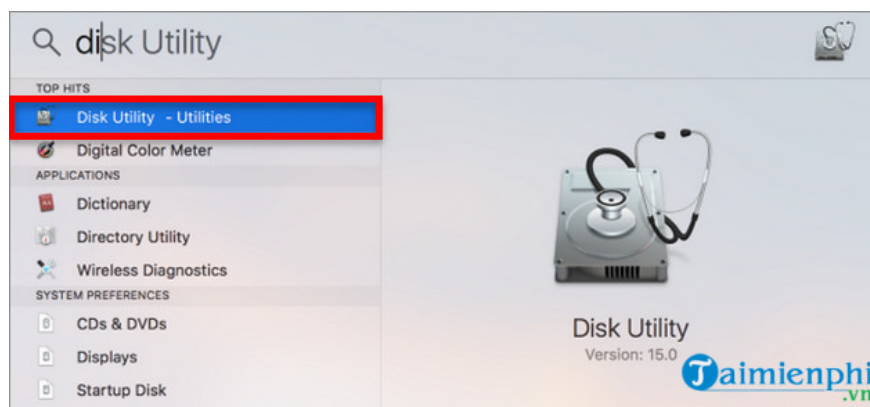 disk Utility
TOP HITS
Disk Utility - Utilities
Digital Color Meter
APPLICATIONS
Dictionary
Directory Utility
Wireless Diagnostics
SYSTEM PREFERENCES
CDs & DVDs
Displays
Startup Disk
Disk Utility
Version: 15.0
Taimienphi
.vn